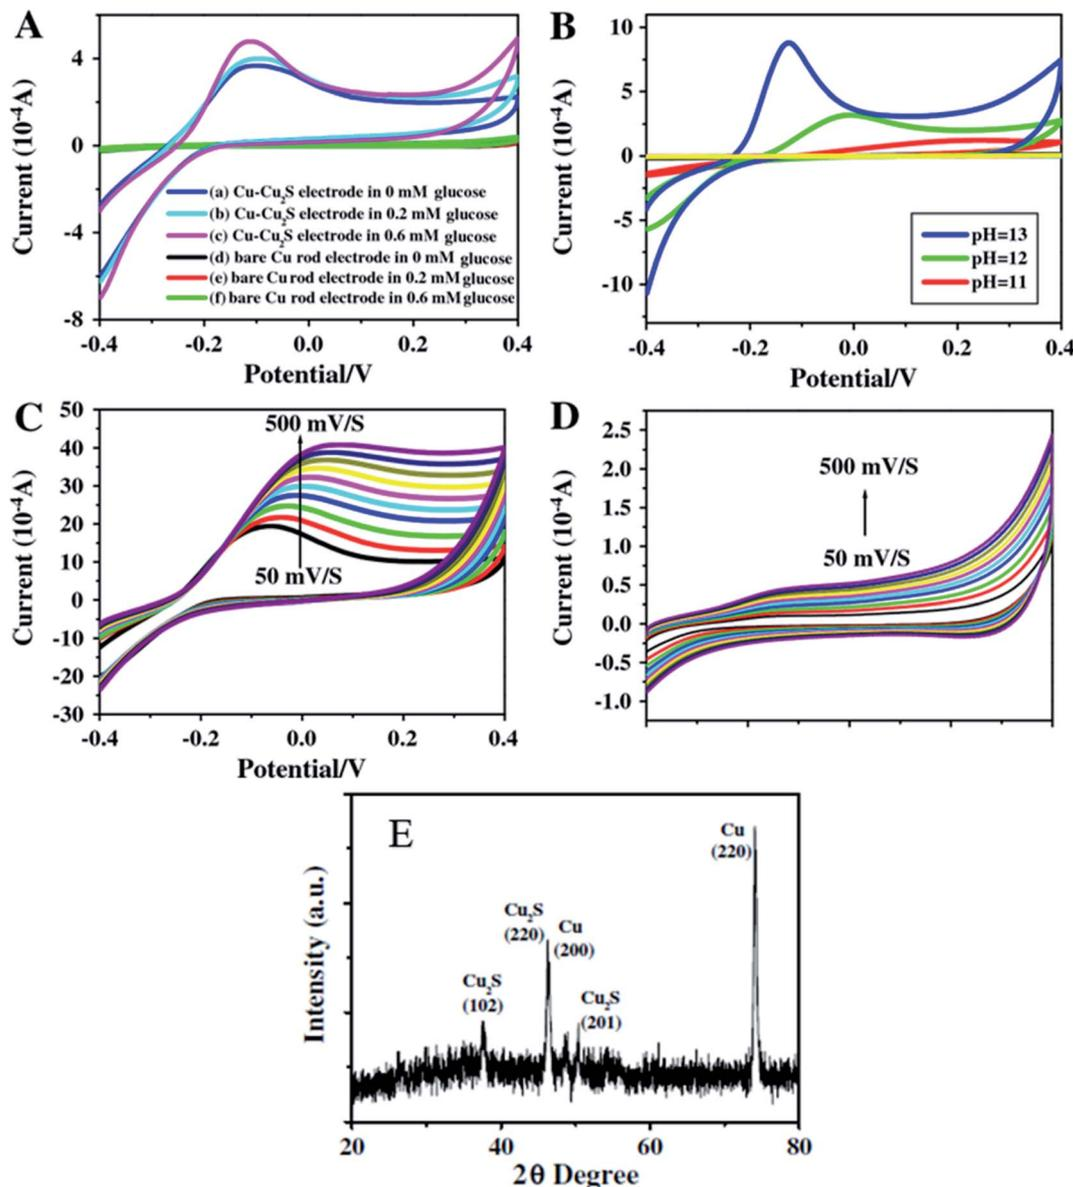 A
Current (10⁻⁴A)
4
0
-4
-8
-0.4
-0.2
0.0
0.2
0.4
Potential/V
(a) Cu-Cu₂S electrode in 0 mM glucose
(b) Cu-Cu₂S electrode in 0.2 mM glucose
(c) Cu-Cu₂S electrode in 0.6 mM glucose
(d) bare Cu rod electrode in 0 mM glucose
(e) bare Cu rod electrode in 0.2 mM glucose
(f) bare Cu rod electrode in 0.6 mM glucose
B
Current (10⁻⁴A)
10
5
0
-5
-10
-0.4
-0.2
0.0
0.2
0.4
Potential/V
pH=13
pH=12
pH=11
C
Current (10⁻⁴A)
50
40
30
20
10
0
-10
-20
-30
-0.4
-0.2
0.0
0.2
0.4
Potential/V
500 mV/S
50 mV/S
D
Current (10⁻⁴A)
2.5
2.0
1.5
1.0
0.5
0.0
-0.5
-1.0
500 mV/S
50 mV/S
E
Intensity (a.u.)
Cu₂S
(102)
Cu₂S
(220)
Cu
(200)
Cu₂S
(201)
Cu
(220)
20
40
60
80
2θ Degree